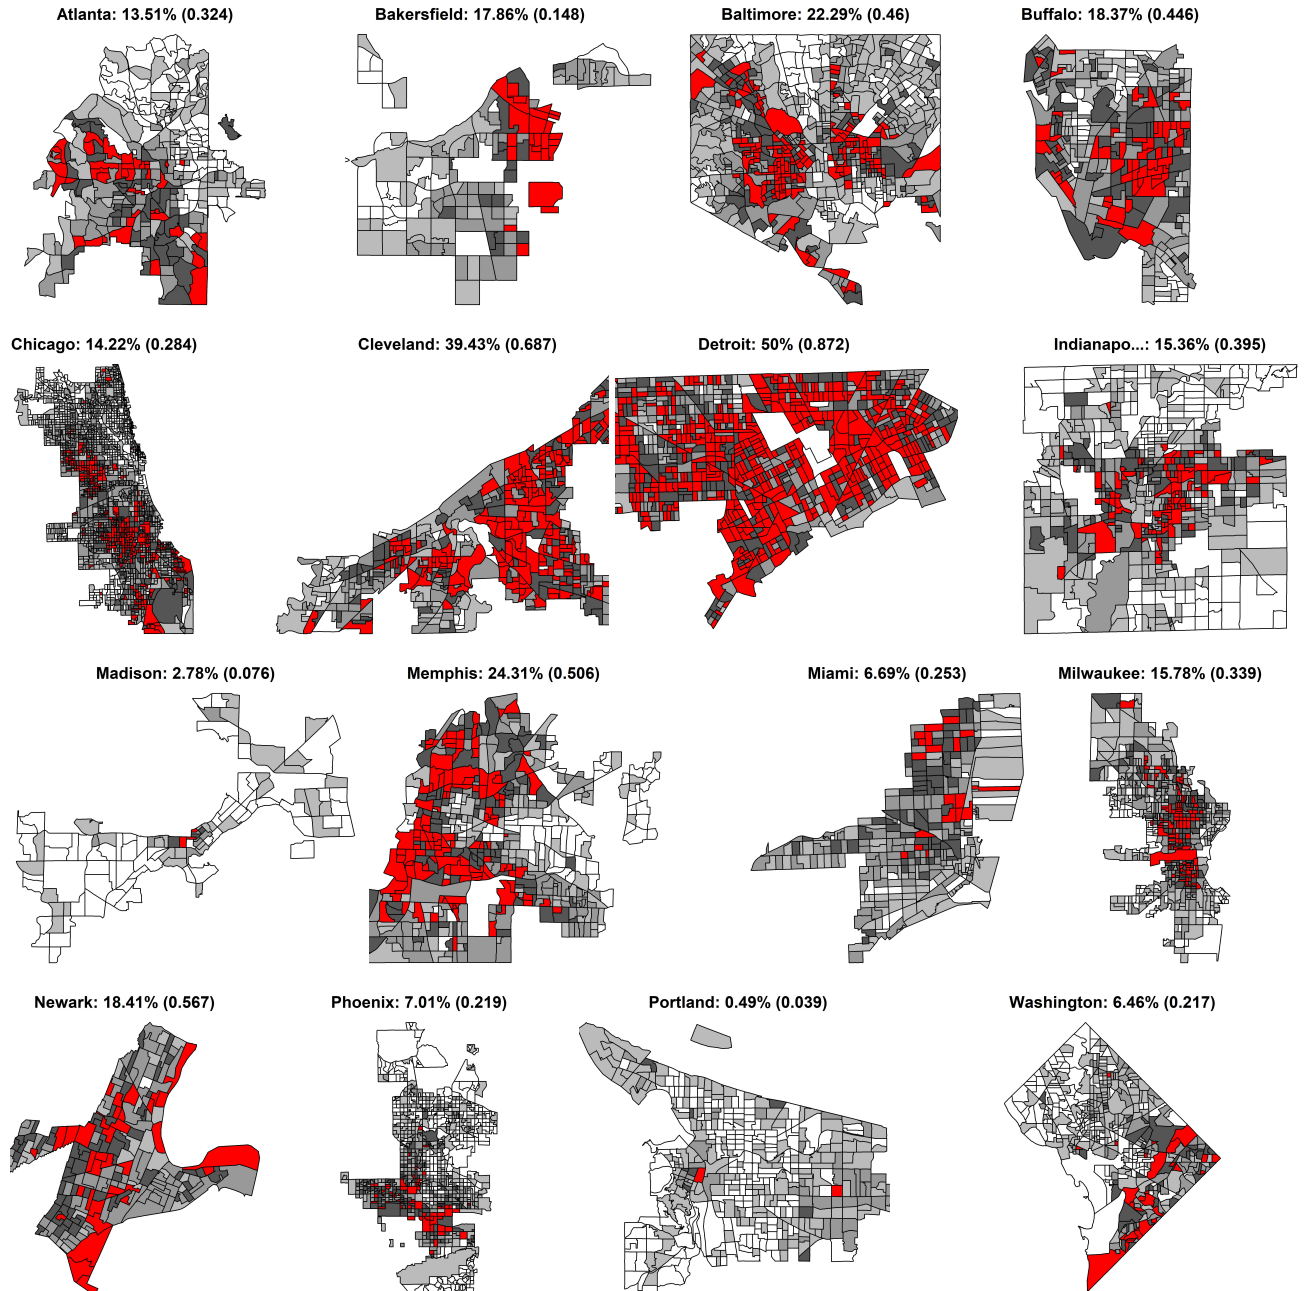 Atlanta: 13.51% (0.324)
Bakersfield: 17.86% (0.148)
Baltimore: 22.29% (0.46)
Buffalo: 18.37% (0.446)
Chicago: 14.22% (0.284)
Cleveland: 39.43% (0.687)
Detroit: 50% (0.872)
Indianapo...: 15.36% (0.395)
Madison: 2.78% (0.076)
Memphis: 24.31% (0.506)
Miami: 6.69% (0.253)
Milwaukee: 15.78% (0.339)
Newark: 18.41% (0.567)
Phoenix: 7.01% (0.219)
Portland: 0.49% (0.039)
Washington: 6.46% (0.217)